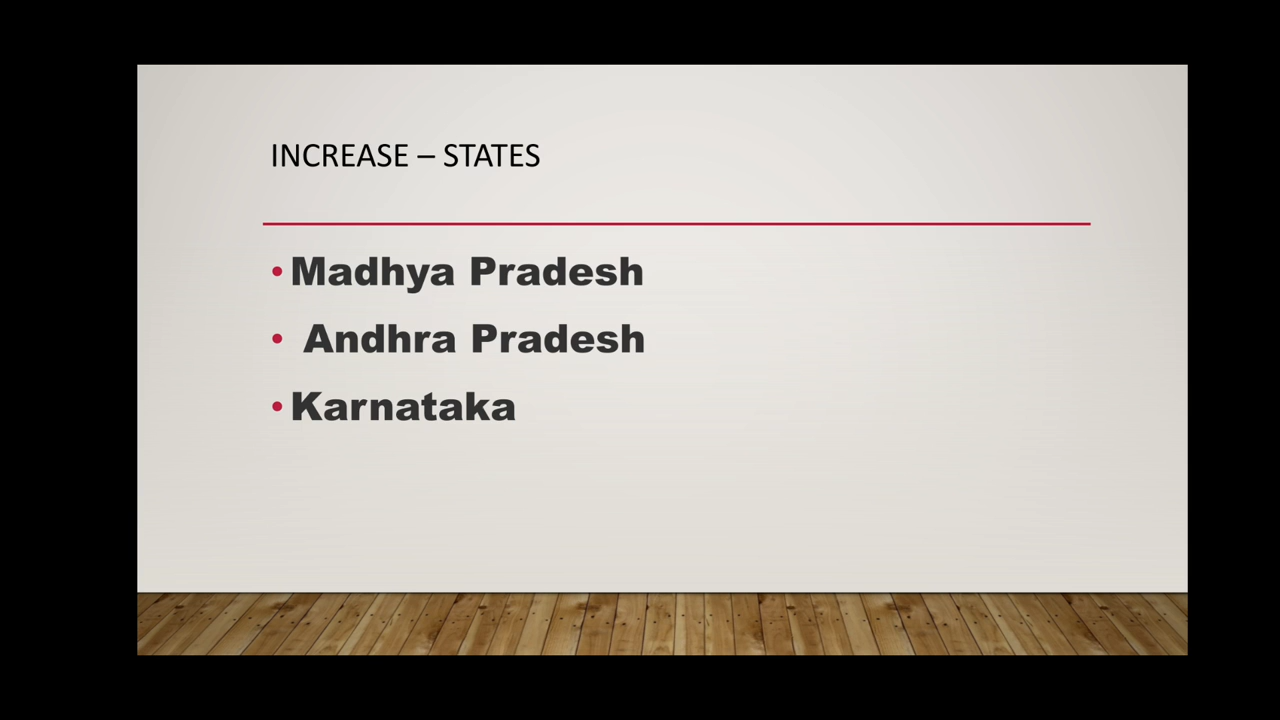 INCREASE – STATES
• Madhya Pradesh
• Andhra Pradesh
• Karnataka